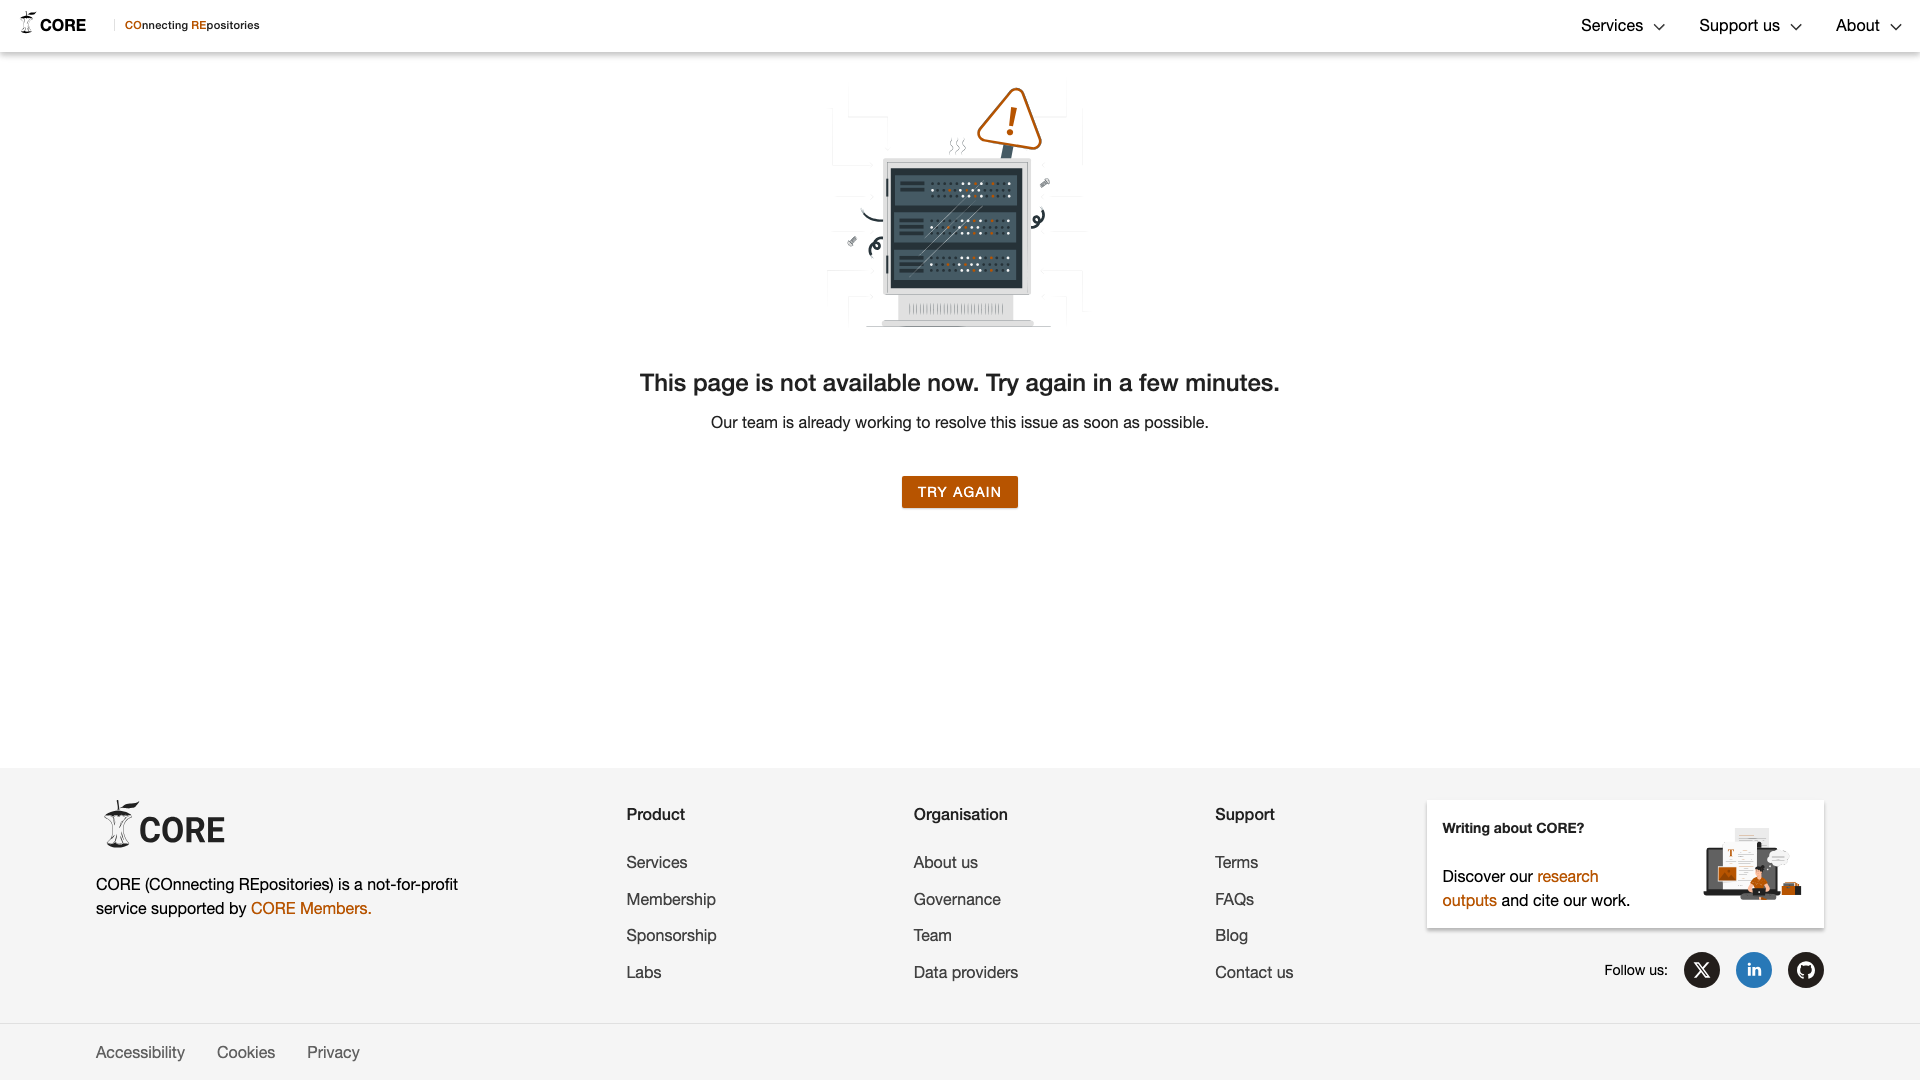 CORE
COnnecting REpositories
Services
Support us
About
This page is not available now. Try again in a few minutes.
Our team is already working to resolve this issue as soon as possible.
TRY AGAIN
CORE
CORE (COnnecting REpositories) is a not-for-profit
service supported by CORE Members.
Product
Services
Membership
Sponsorship
Labs
Organisation
About us
Governance
Team
Data providers
Support
Terms
FAQs
Blog
Contact us
Writing about CORE?
Discover our research
outputs and cite our work.
Follow us:
Accessibility
Cookies
Privacy